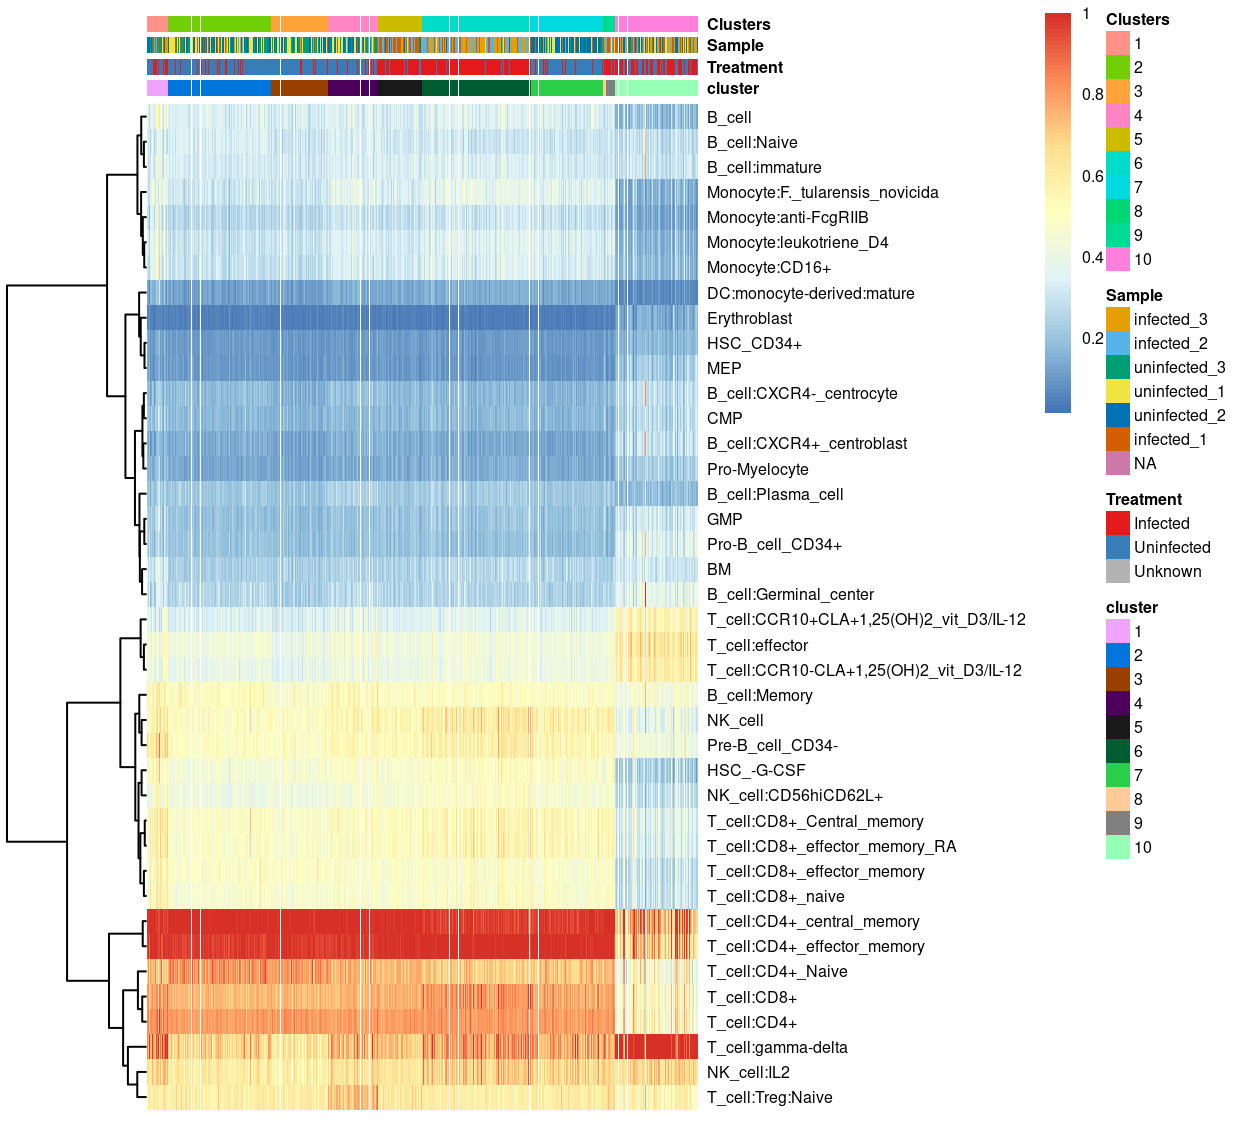 Clusters
Sample
Treatment
cluster
B_cell
B_cell:Naive
B_cell:immature
Monocyte:F._tularensis_novicida
Monocyte:anti-FcgRIIB
Monocyte:leukotriene_D4
Monocyte:CD16+
DC:monocyte-derived:mature
Erythroblast
HSC_CD34+
MEP
B_cell:CXCR4-_centrocyte
CMP
B_cell:CXCR4+_centroblast
Pro-Myelocyte
B_cell:Plasma_cell
GMP
Pro-B_cell_CD34+
BM
B_cell:Germinal_center
T_cell:CCR10+CLA+1,25(OH)2_vit_D3/IL-12
T_cell:effector
T_cell:CCR10-CLA+1,25(OH)2_vit_D3/IL-12
B_cell:Memory
NK_cell
Pre-B_cell_CD34-
HSC_-G-CSF
NK_cell:CD56hiCD62L+
T_cell:CD8+_Central_memory
T_cell:CD8+_effector_memory_RA
T_cell:CD8+_effector_memory
T_cell:CD8+_naive
T_cell:CD4+_central_memory
T_cell:CD4+_effector_memory
T_cell:CD4+_Naive
T_cell:CD8+
T_cell:CD4+
T_cell:gamma-delta
NK_cell:IL2
T_cell:Treg:Naive
1
0.8
0.6
0.4
0.2
Clusters
1
2
3
4
5
6
7
8
9
10
Sample
infected_3
infected_2
uninfected_3
uninfected_1
uninfected_2
infected_1
NA
Treatment
Infected
Uninfected
Unknown
cluster
1
2
3
4
5
6
7
8
9
10